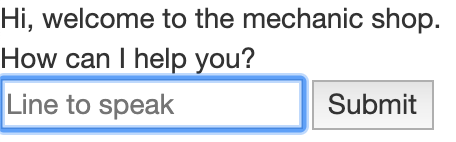 Hi, welcome to the mechanic shop.
How can I help you?
Line to speak Submit